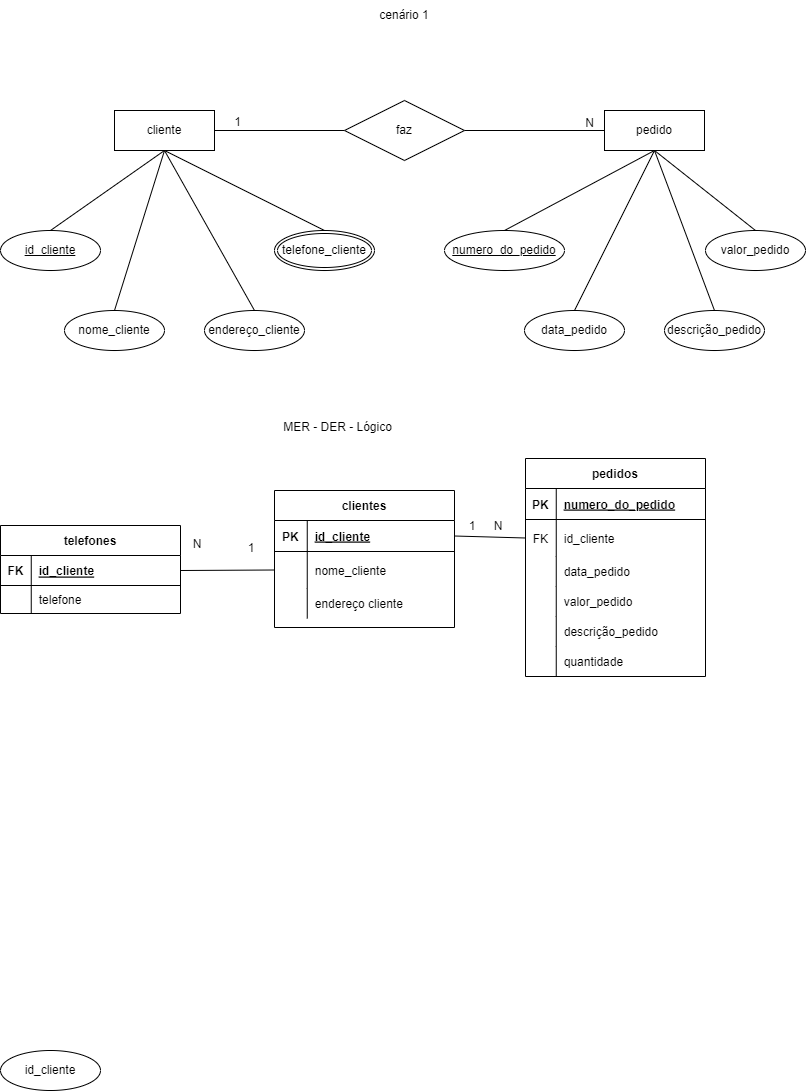 cenário 1
cliente
1
faz
N
pedido
id_cliente
telefone_cliente
numero_do_pedido
valor_pedido
nome_cliente
endereço_cliente
data_pedido
descrição_pedido
MER - DER - Lógico
telefones
FK id_cliente
telefone
N
1
clientes
PK id_cliente
nome_cliente
endereço cliente
1
N
pedidos
PK numero_do_pedido
FK id_cliente
data_pedido
valor_pedido
descrição_pedido
quantidade
id_cliente